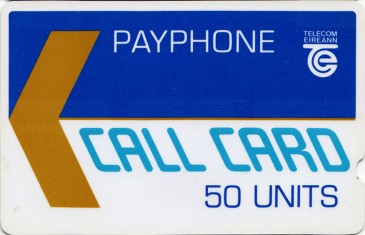 PAYPHONE
TELECOM
EIREANN
CALL CARD
50 UNITS